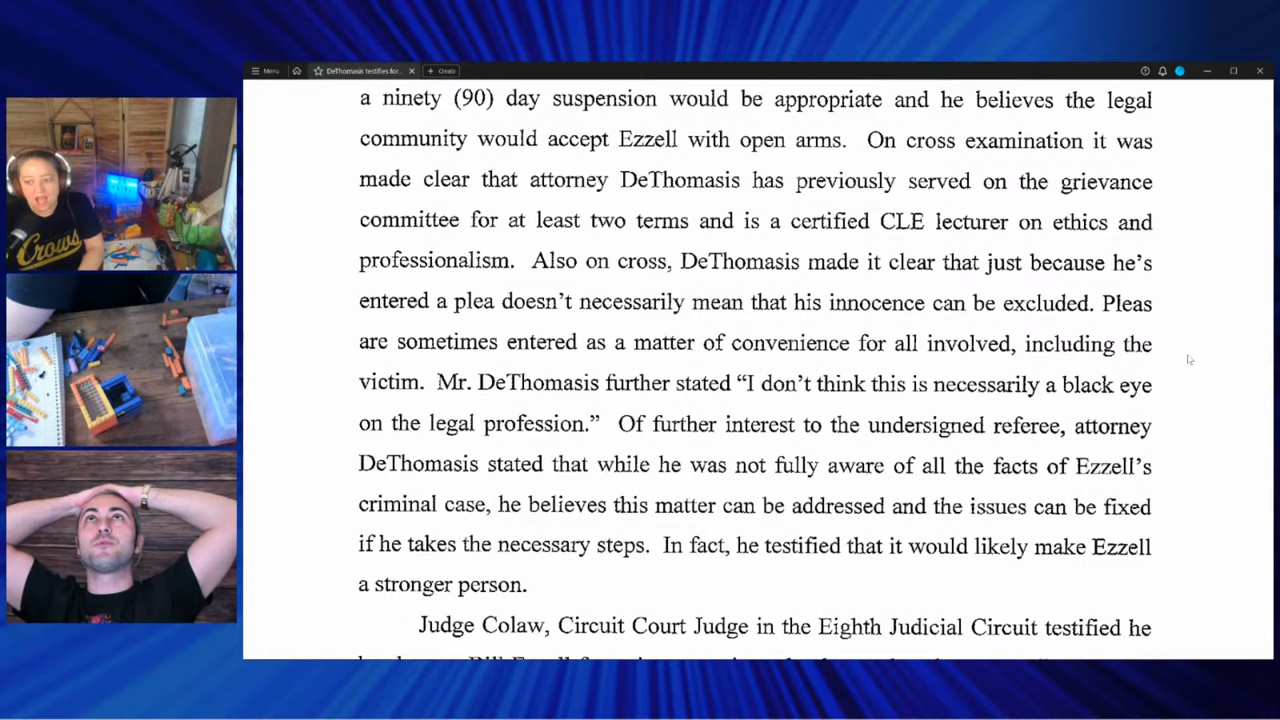 Menu
DeThomasis testifies for...
Create
a ninety (90) day suspension would be appropriate and he believes the legal
community would accept Ezzell with open arms. On cross examination it was
made clear that attorney DeThomasis has previously served on the grievance
committee for at least two terms and is a certified CLE lecturer on ethics and
professionalism. Also on cross, DeThomasis made it clear that just because he’s
entered a plea doesn’t necessarily mean that his innocence can be excluded. Pleas
are sometimes entered as a matter of convenience for all involved, including the
victim. Mr. DeThomasis further stated “I don’t think this is necessarily a black eye
on the legal profession.” Of further interest to the undersigned referee, attorney
DeThomasis stated that while he was not fully aware of all the facts of Ezzell’s
criminal case, he believes this matter can be addressed and the issues can be fixed
if he takes the necessary steps. In fact, he testified that it would likely make Ezzell
a stronger person.
Judge Colaw, Circuit Court Judge in the Eighth Judicial Circuit testified he
Crows